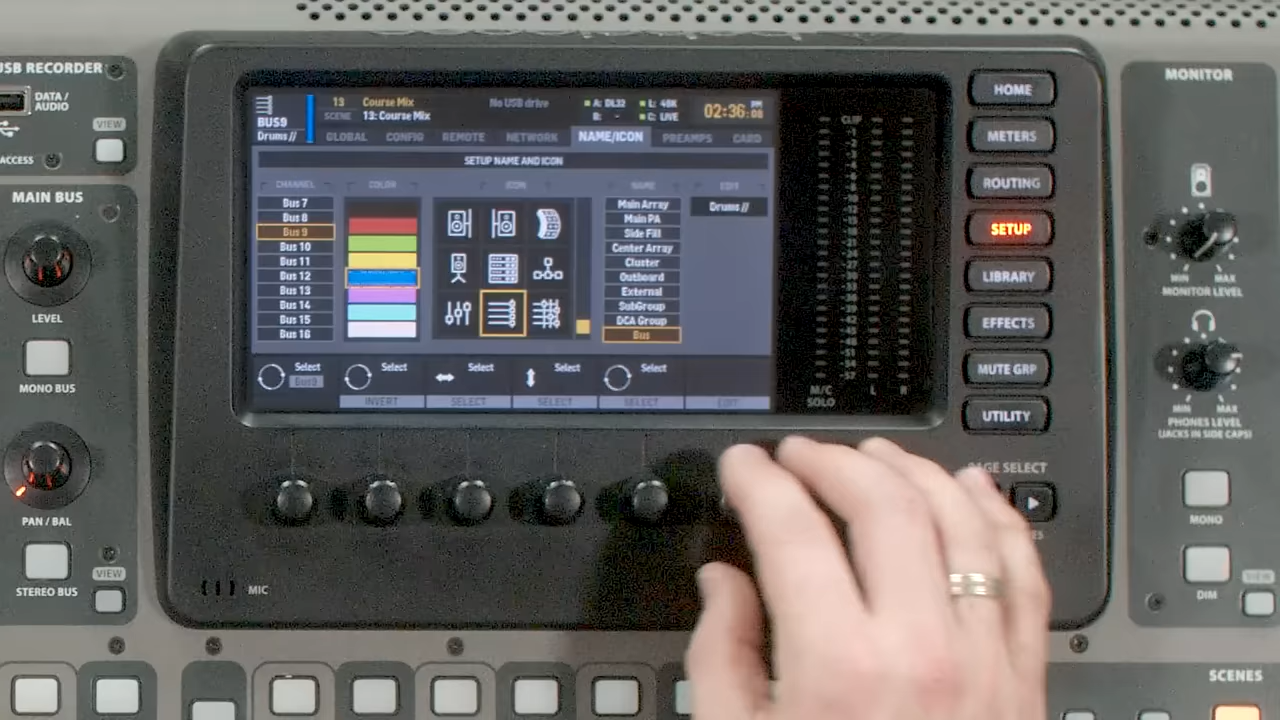 USB RECORDER
DATA /
AUDIO
VIEW
ACCESS
MAIN BUS
LEVEL
MONO BUS
PAN / BAL
VIEW
STEREO BUS
BUS9
Drums //
13 Course Mix
SCENE 13: Course Mix
No USB drive
A: DL32 L: 48K
B: - C: LIVE
02:36
GLOBAL CONFIG REMOTE NETWORK NAME/ICON PREAMPS CARD
SETUP NAME AND ICON
CHANNEL COLOR ICON NAME EDIT
Bus 7
Bus 8
Bus 9
Bus 10
Bus 11
Bus 12
Bus 13
Bus 14
Bus 15
Bus 16
Main Array
Main PA
Side Fill
Center Array
Cluster
Outboard
External
SubGroup
DCA Group
Bus
Drums //
Select Select Select Select Select
Bus9
INVERT SELECT SELECT SELECT EDIT
CLIP
M/C
SOLO
L R
HOME
METERS
ROUTING
SETUP
LIBRARY
EFFECTS
MUTE GRP
UTILITY
PAGE SELECT
MIC
MONITOR
MIN MAX
MONITOR LEVEL
MIN MAX
PHONES LEVEL
(JACKS IN SIDE CAPS)
MONO
VIEW
DIM
SCENES